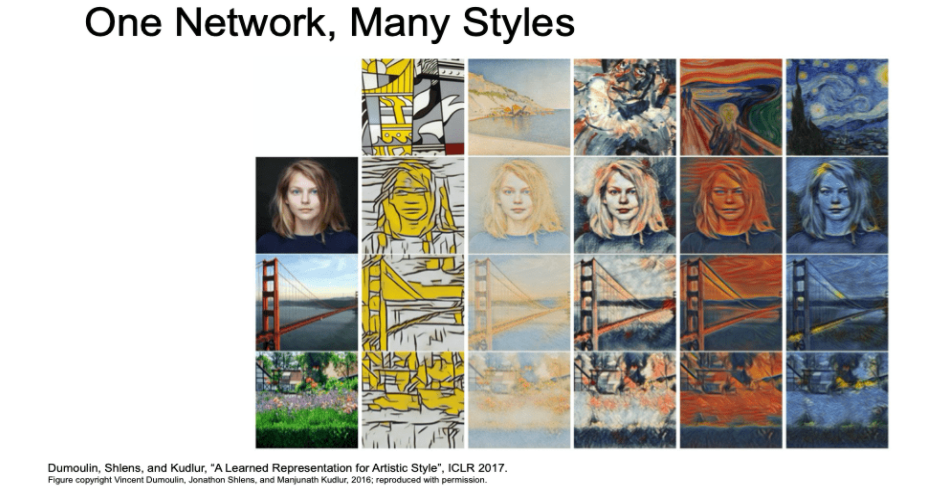 One Network, Many Styles
Dumoulin, Shlens, and Kudlur, "A Learned Representation for Artistic Style", ICLR 2017.
Figure copyright Vincent Dumoulin, Jonathon Shlens, and Manjunath Kudlur, 2016; reproduced with permission.